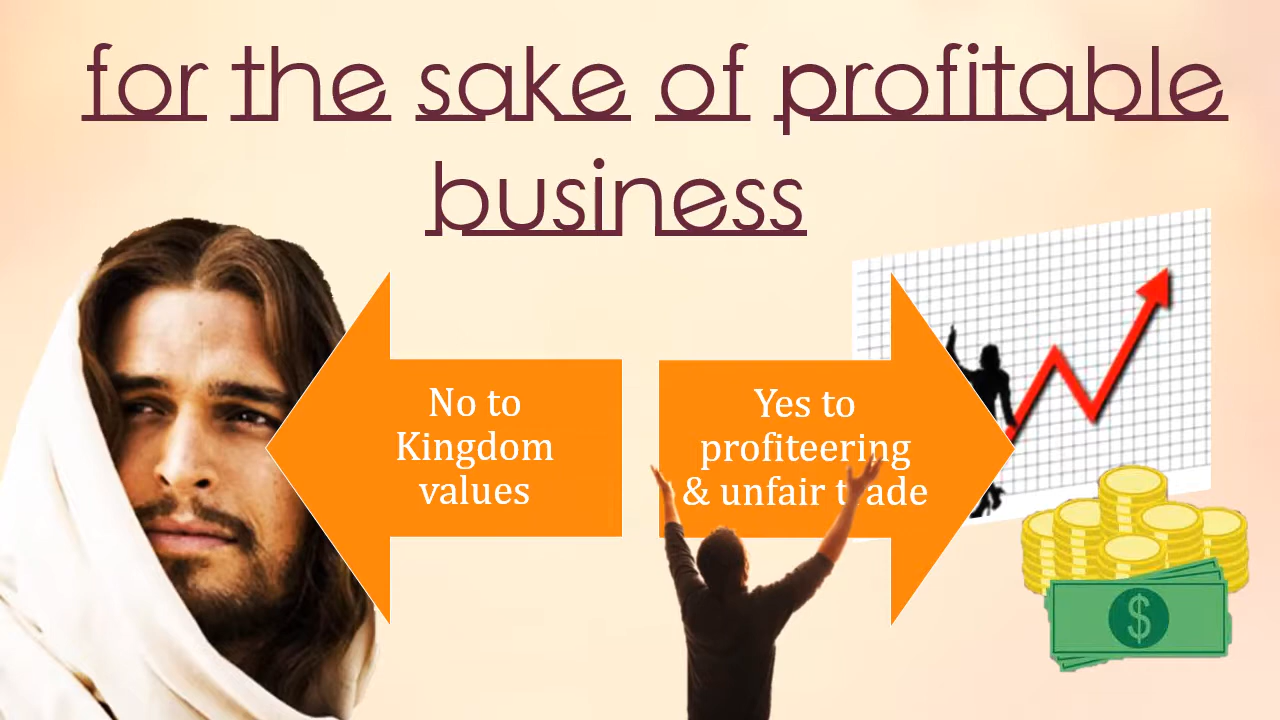 for the sake of profitable
business
No to
Kingdom
values
Yes to
profiteering
& unfair trade
$